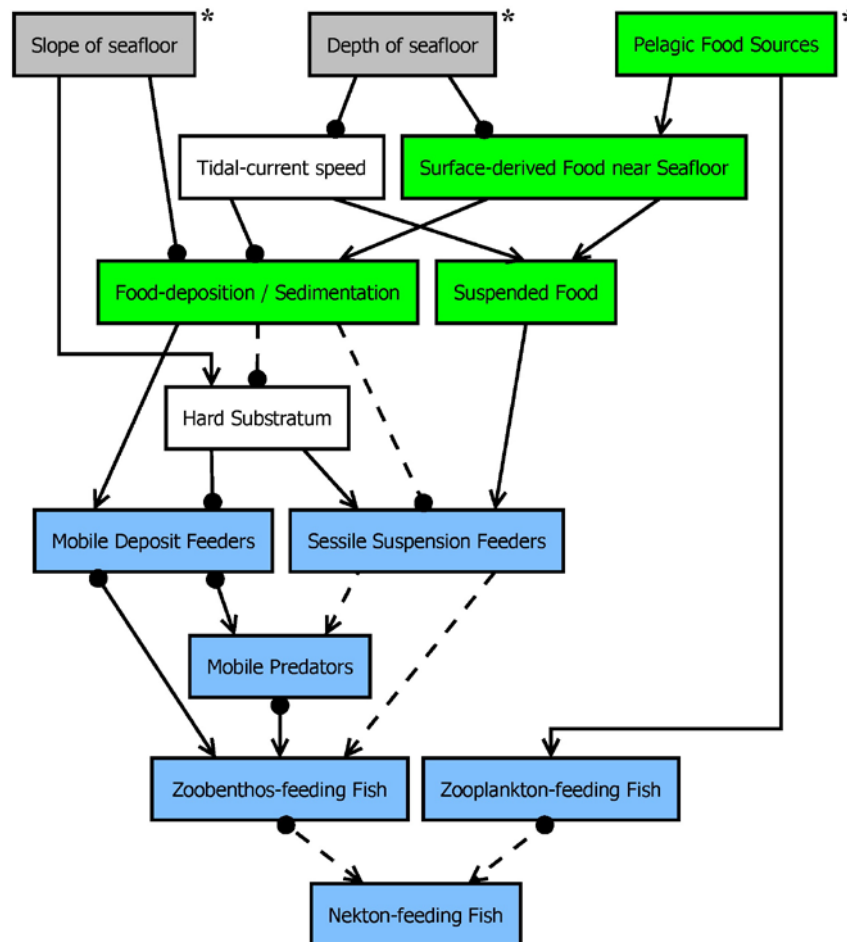 Slope of seafloor *
Depth of seafloor *
Pelagic Food Sources *
Tidal-current speed
Surface-derived Food near Seafloor
Food-deposition / Sedimentation
Suspended Food
Hard Substratum
Mobile Deposit Feeders
Sessile Suspension Feeders
Mobile Predators
Zoobenthos-feeding Fish
Zooplankton-feeding Fish
Nekton-feeding Fish